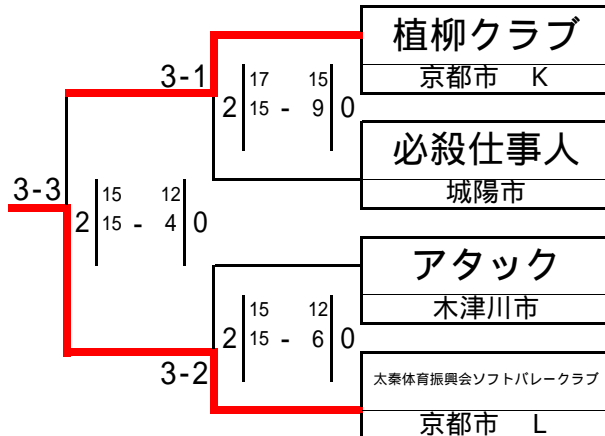 植柳クラブ
京都市 K
3-1
17 15
2 15 - 9 0
必殺仕事人
城陽市
3-3
15 12
2 15 - 4 0
アタック
木津川市
15 12
2 15 - 6 0
3-2
太秦体育振興会ソフトバレークラブ
京都市 L